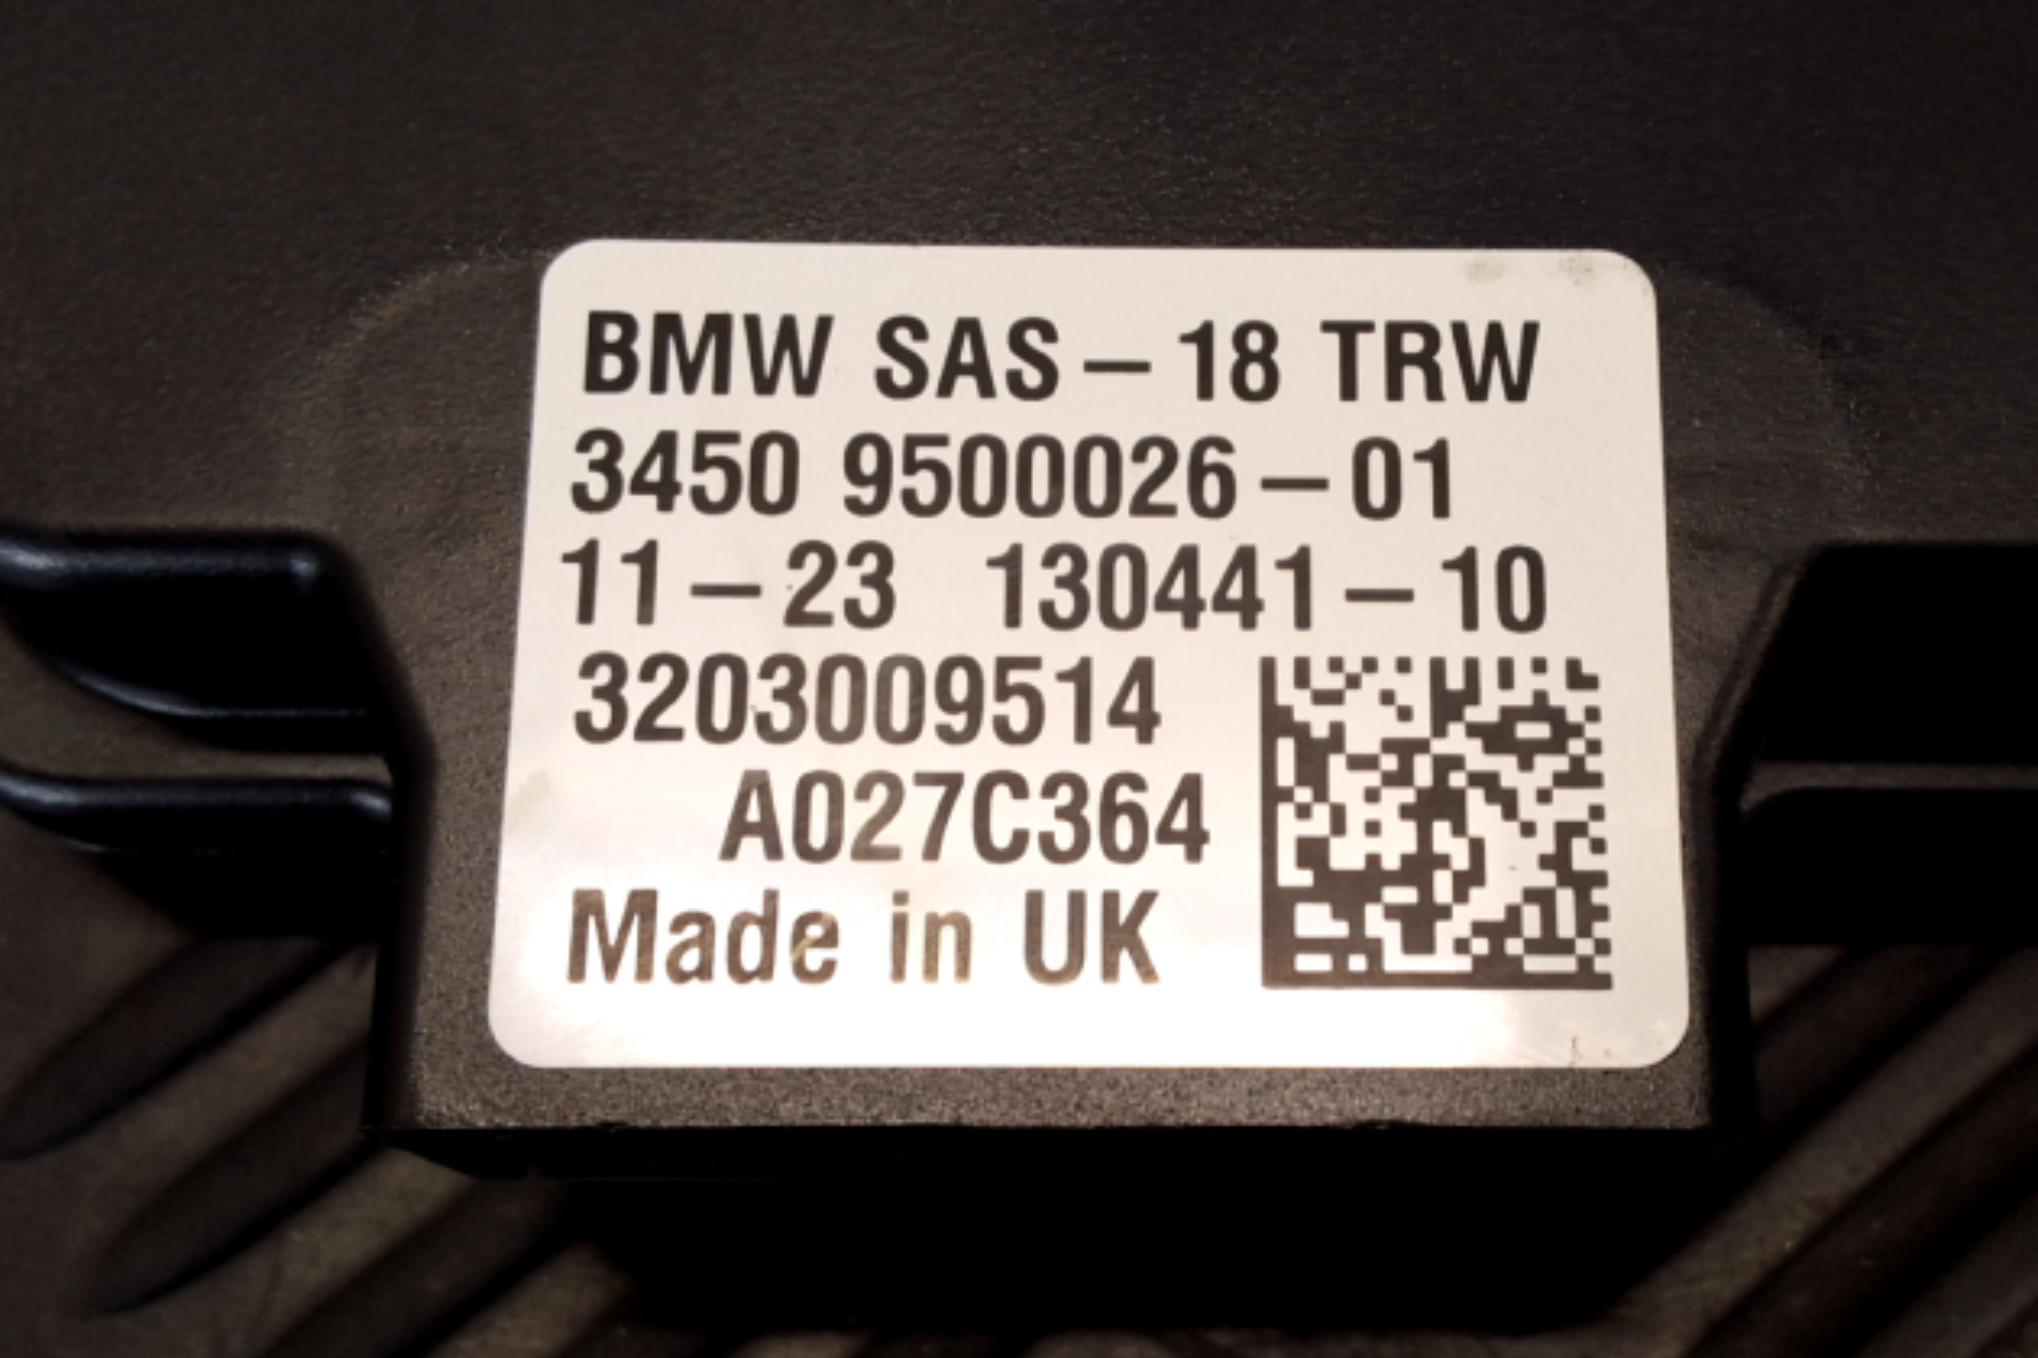 BMW SAS – 18 TRW
3450 9500026 – 01
11 – 23 130441 – 10
3203009514
A027C364
Made in UK